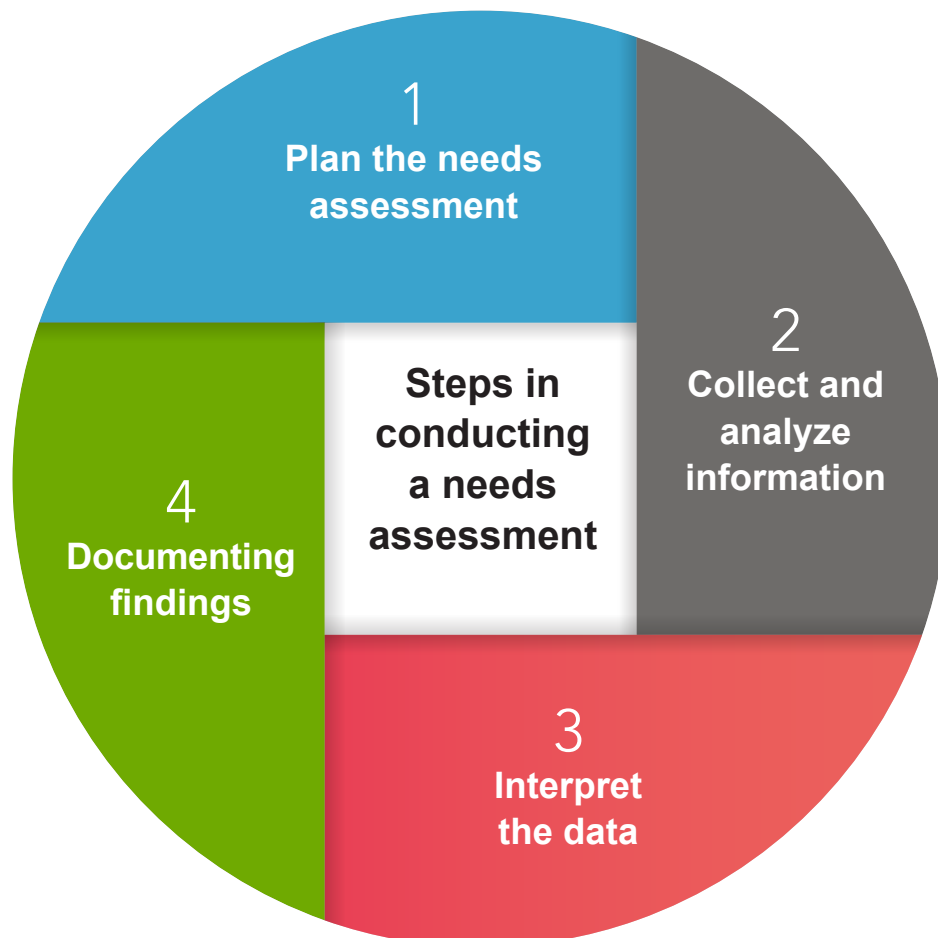 1
Plan the needs
assessment
2
Collect and
analyze
information
3
Interpret
the data
4
Documenting
findings
Steps in
conducting
a needs
assessment